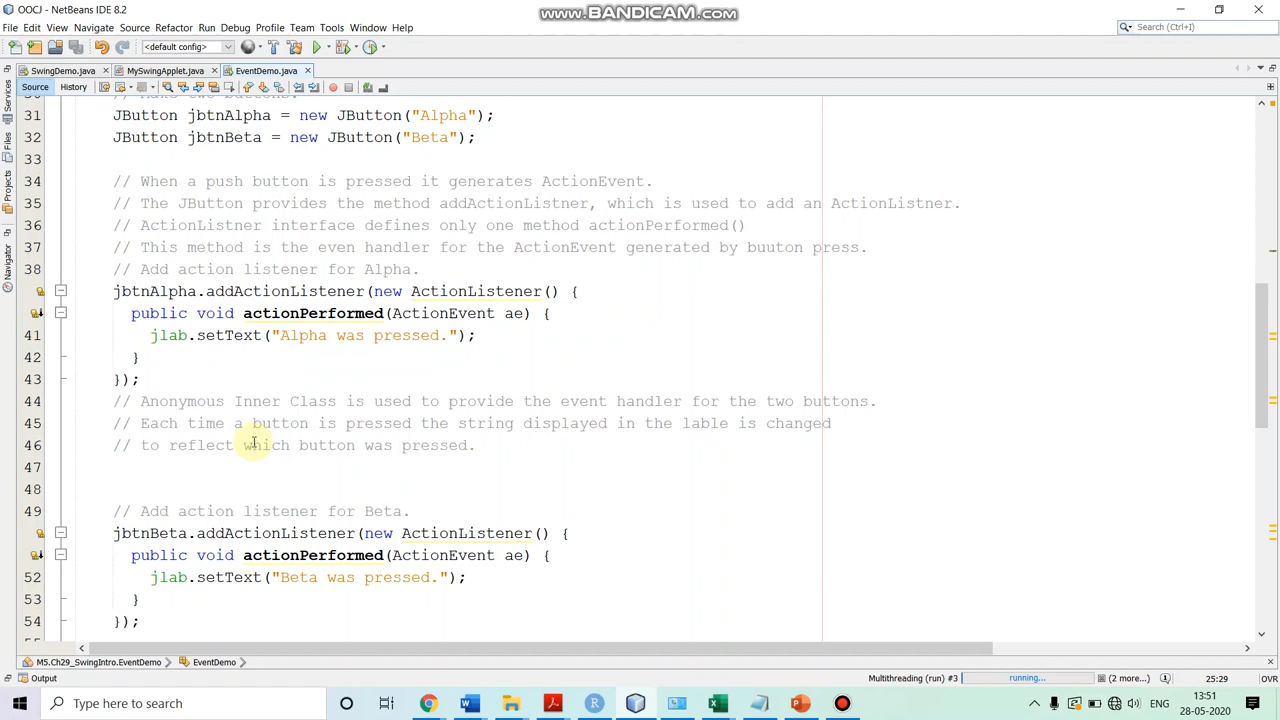 OOCJ - NetBeans IDE 8.2
www.BANDICAM.com
File Edit View Navigate Source Refactor Run Debug Profile Team Tools Window Help
Search (Ctrl+I)
<default config>
SwingDemo.java MySwingApplet.java EventDemo.java
Source History
// Make two buttons.
31 JButton jbtnAlpha = new JButton("Alpha");
32 JButton jbtnBeta = new JButton("Beta");
33
34 // When a push button is pressed it generates ActionEvent.
35 // The JButton provides the method addActionListner, which is used to add an ActionListner.
36 // ActionListner interface defines only one method actionPerformed()
37 // This method is the even handler for the ActionEvent generated by buuton press.
38 // Add action listener for Alpha.
jbtnAlpha.addActionListener(new ActionListener() {
public void actionPerformed(ActionEvent ae) {
41 jlab.setText("Alpha was pressed.");
42 }
43 });
44 // Anonymous Inner Class is used to provide the event handler for the two buttons.
45 // Each time a button is pressed the string displayed in the lable is changed
46 // to reflect which button was pressed.
47
48
49 // Add action listener for Beta.
jbtnBeta.addActionListener(new ActionListener() {
public void actionPerformed(ActionEvent ae) {
52 jlab.setText("Beta was pressed.");
53 }
54 });
Services
Files
Projects
Navigator
M5.Ch29_SwingIntro.EventDemo EventDemo
Output
Multithreading (run) #3 running... (2 more...) 25:29 OVR
Type here to search
ENG
13:51
28-05-2020